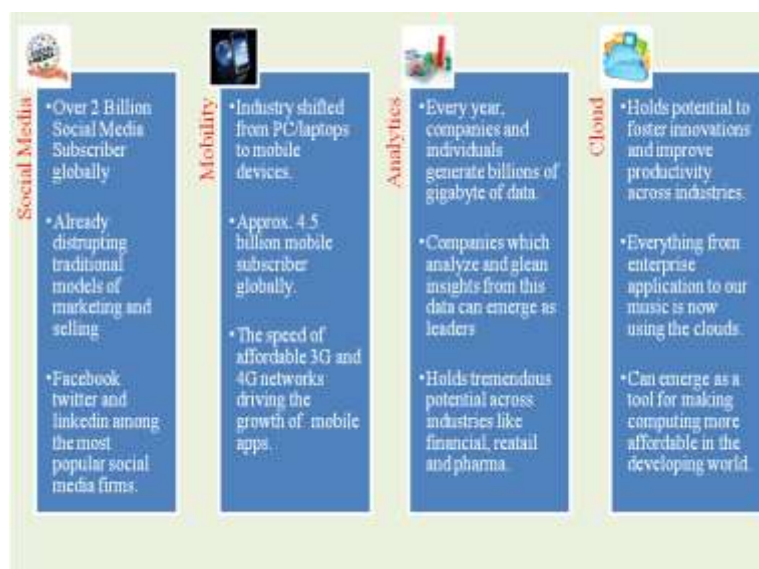 Social Media
•Over 2 Billion
Social Media
Subscriber
globally
•Already
distrupting
traditional
models of
marketing and
selling
•Facebook
twitter and
linkedin among
the most
popular social
media firms.
Mobility
•Industry shifted
from PC/laptops
to mobile
devices.
•Approx. 4.5
billion mobile
subscriber
globally.
•The speed of
affordable 3G and
4G networks
driving the
growth of mobile
apps.
Analytics
•Every year,
companies and
individuals
generate billions of
gigabyte of data.
•Companies which
analyze and glean
insights from this
data can emerge as
leaders
•Holds tremendous
potential across
industries like
financial, reatail
and pharma.
Cloud
•Holds potential to
foster innovations
and improve
productivity
across industries.
•Everything from
enterprise
application to our
music is now
using the clouds.
•Can emerge as a
tool for making
computing more
affordable in the
developing world.